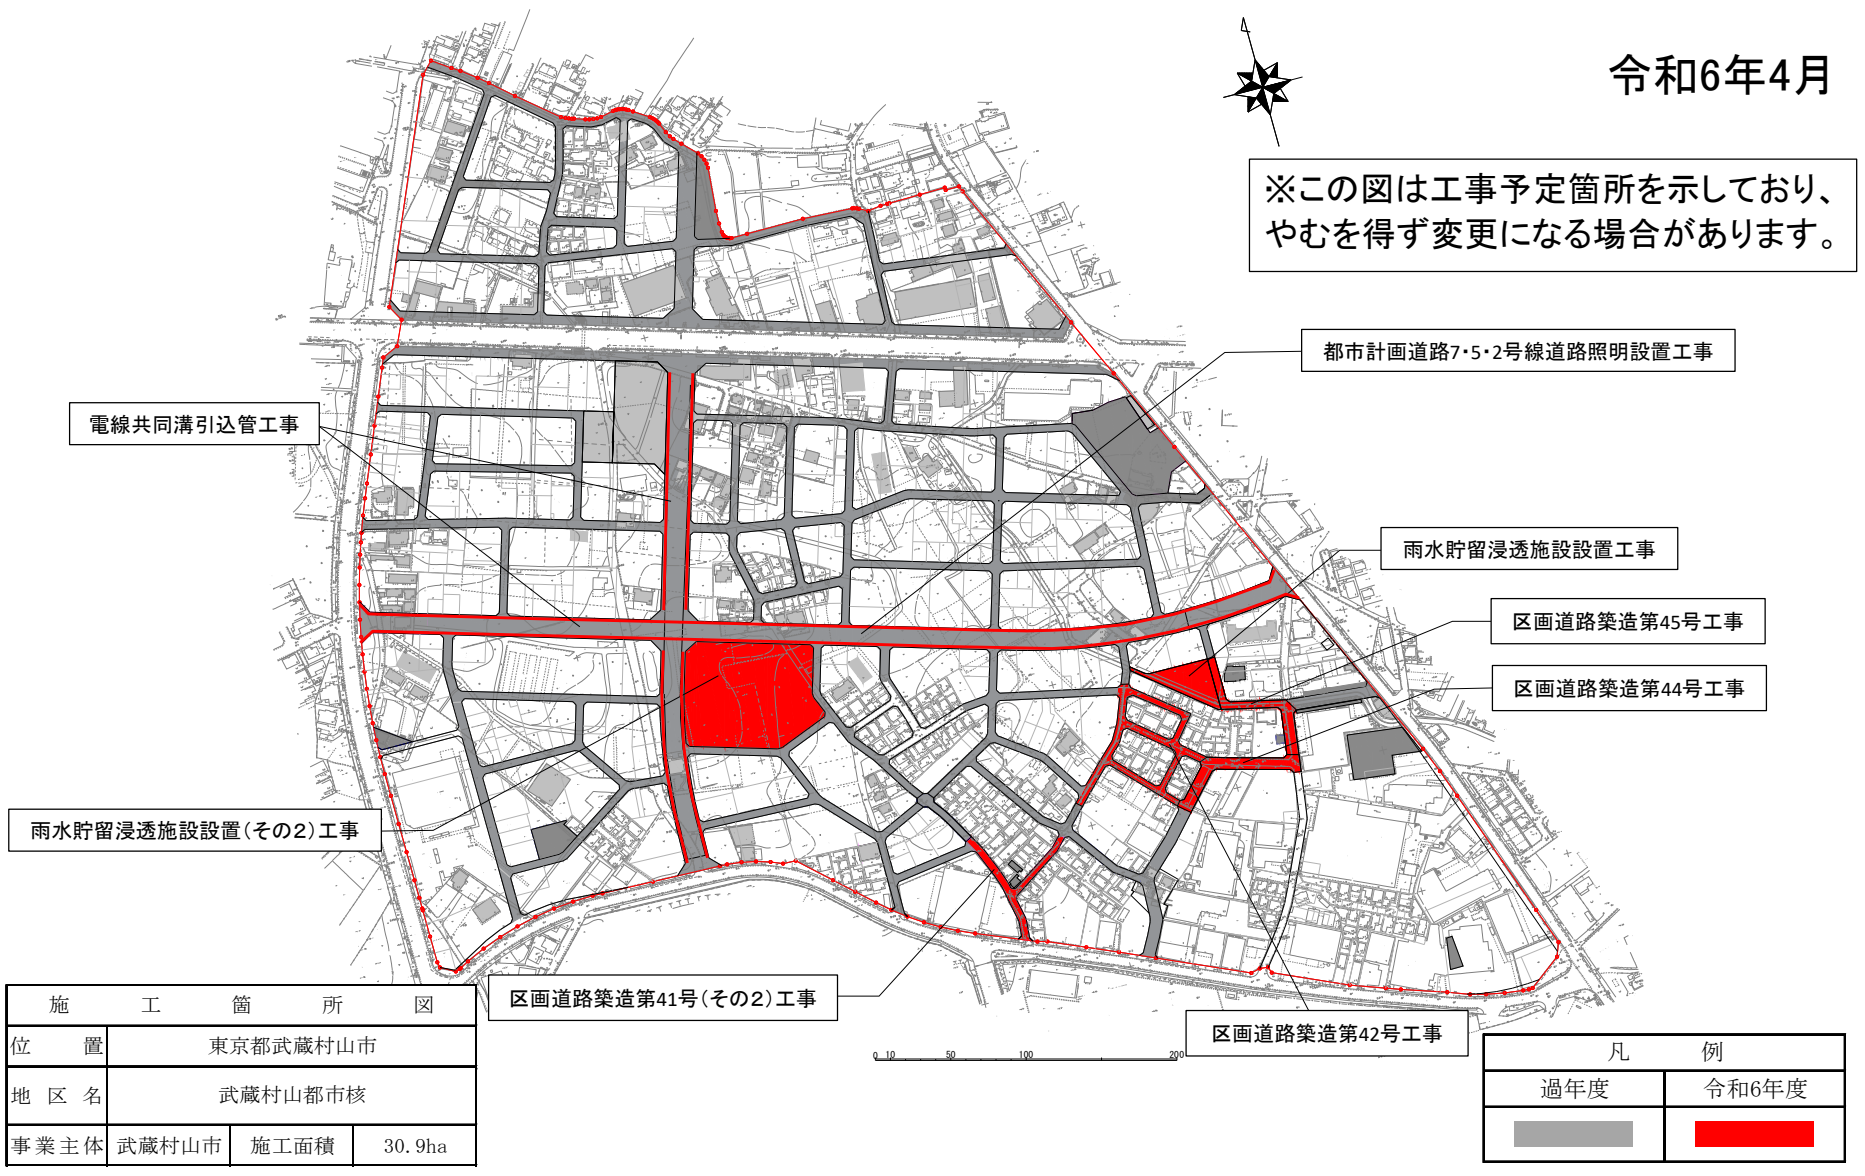 令和6年4月
※この図は工事予定箇所を示しており、
やむを得ず変更になる場合があります。
都市計画道路7・5・2号線道路照明設置工事
電線共同溝引込管工事
雨水貯留浸透施設設置工事
区画道路築造第45号工事
区画道路築造第44号工事
雨水貯留浸透施設設置(その2)工事
区画道路築造第41号(その2)工事
区画道路築造第42号工事
0 10 50 100 200
施工箇所図
位置 東京都武蔵村山市
地区名 武蔵村山都市核
事業主体 武蔵村山市 施工面積 30.9ha
凡例
過年度 令和6年度